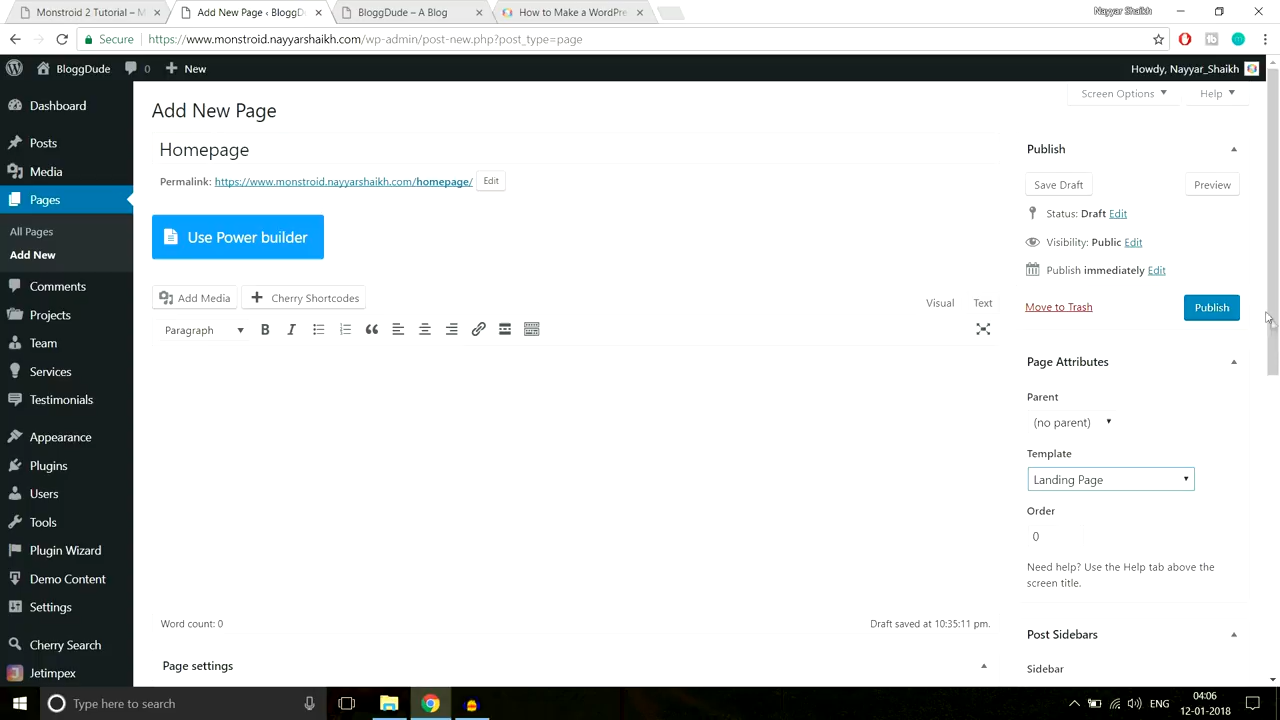 Monstroid 2 Tutorial – M
Add New Page ‹ BloggD
BloggDude – A Blog
How to Make a WordPre
Nayyar Shaikh
Secure
https://www.monstroid.nayyarshaikh.com/wp-admin/post-new.php?post_type=page
BloggDude
0
New
Howdy, Nayyar_Shaikh
Dashboard
Posts
Media
Pages
All Pages
Add New
Comments
Projects
Team
Services
Testimonials
Appearance
Plugins
Users
Tools
Plugin Wizard
Demo Content
Settings
Cherry Search
Jetimpex
Screen Options
Help
Add New Page
Homepage
Permalink: https://www.monstroid.nayyarshaikh.com/homepage/ Edit
Use Power builder
Add Media
Cherry Shortcodes
Visual
Text
Paragraph
B I
Word count: 0
Draft saved at 10:35:11 pm.
Page settings
Publish
Save Draft
Preview
Status: Draft Edit
Visibility: Public Edit
Publish immediately Edit
Move to Trash
Publish
Page Attributes
Parent
(no parent)
Template
Landing Page
Order
0
Need help? Use the Help tab above the
screen title.
Post Sidebars
Sidebar
Type here to search
ENG
04:06
12-01-2018